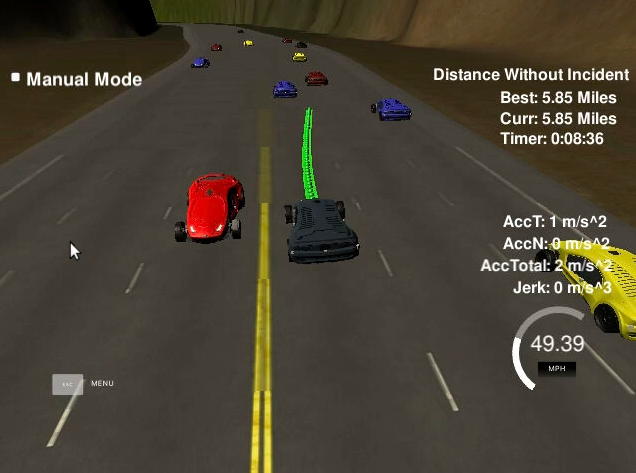 Manual Mode
Distance Without Incident
Best: 5.85 Miles
Curr: 5.85 Miles
Timer: 0:08:36
AccT: 1 m/s^2
AccN: 0 m/s^2
AccTotal: 2 m/s^2
Jerk: 0 m/s^3
49.39
MPH
ESC MENU